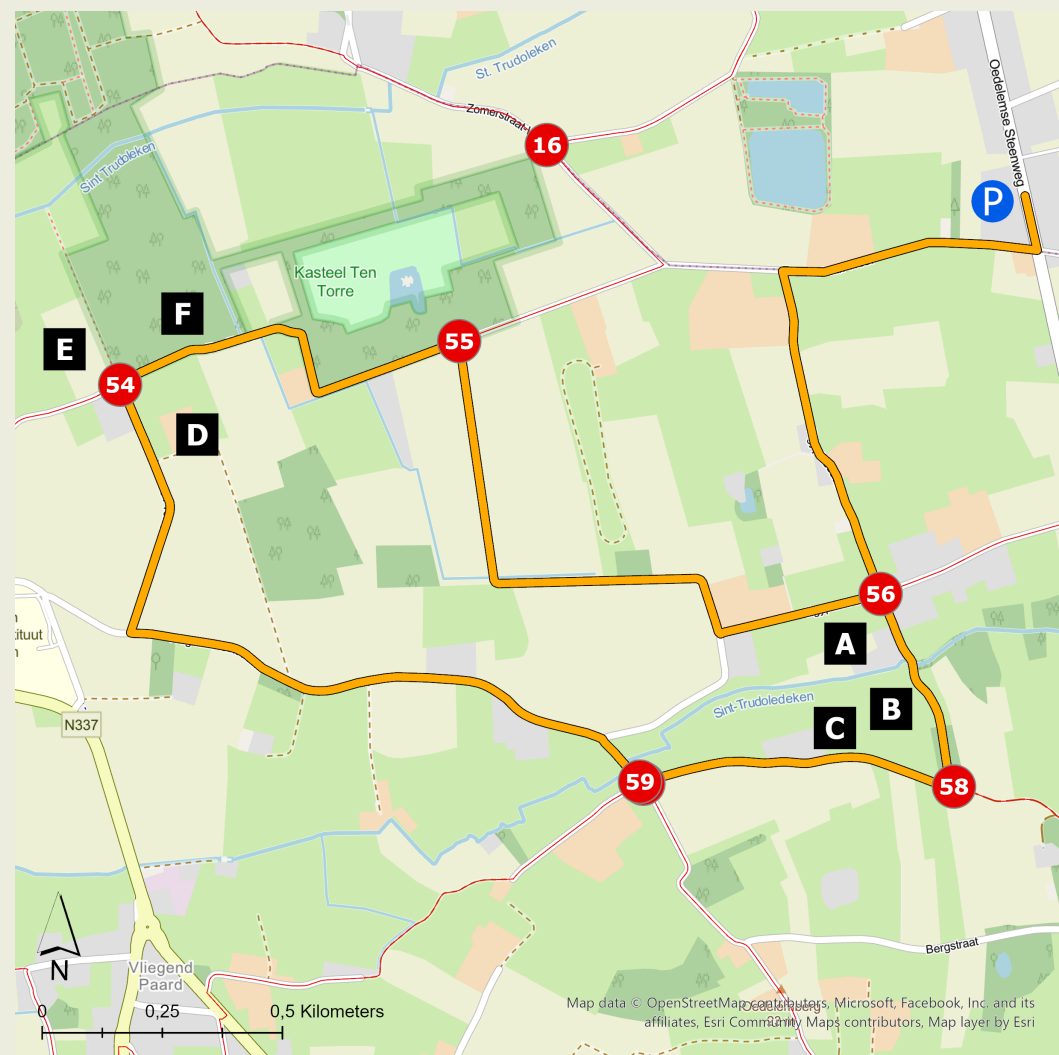 St. Trudoleken
Oedelemse Steenweg
Zomerstraat
16
Sint Trudoleken
P
Kasteel Ten
Torre
F
E
55
54
D
56
A
Sint-Trudoledeken
B
C
N337
59
58
Bergstraat
Vliegend
Paard
N
0
0,25
0,5 Kilometers
Map data © OpenStreetMap contributors, Microsoft, Facebook, Inc. and its
affiliates, Esri Community Maps contributors, Map layer by Esri